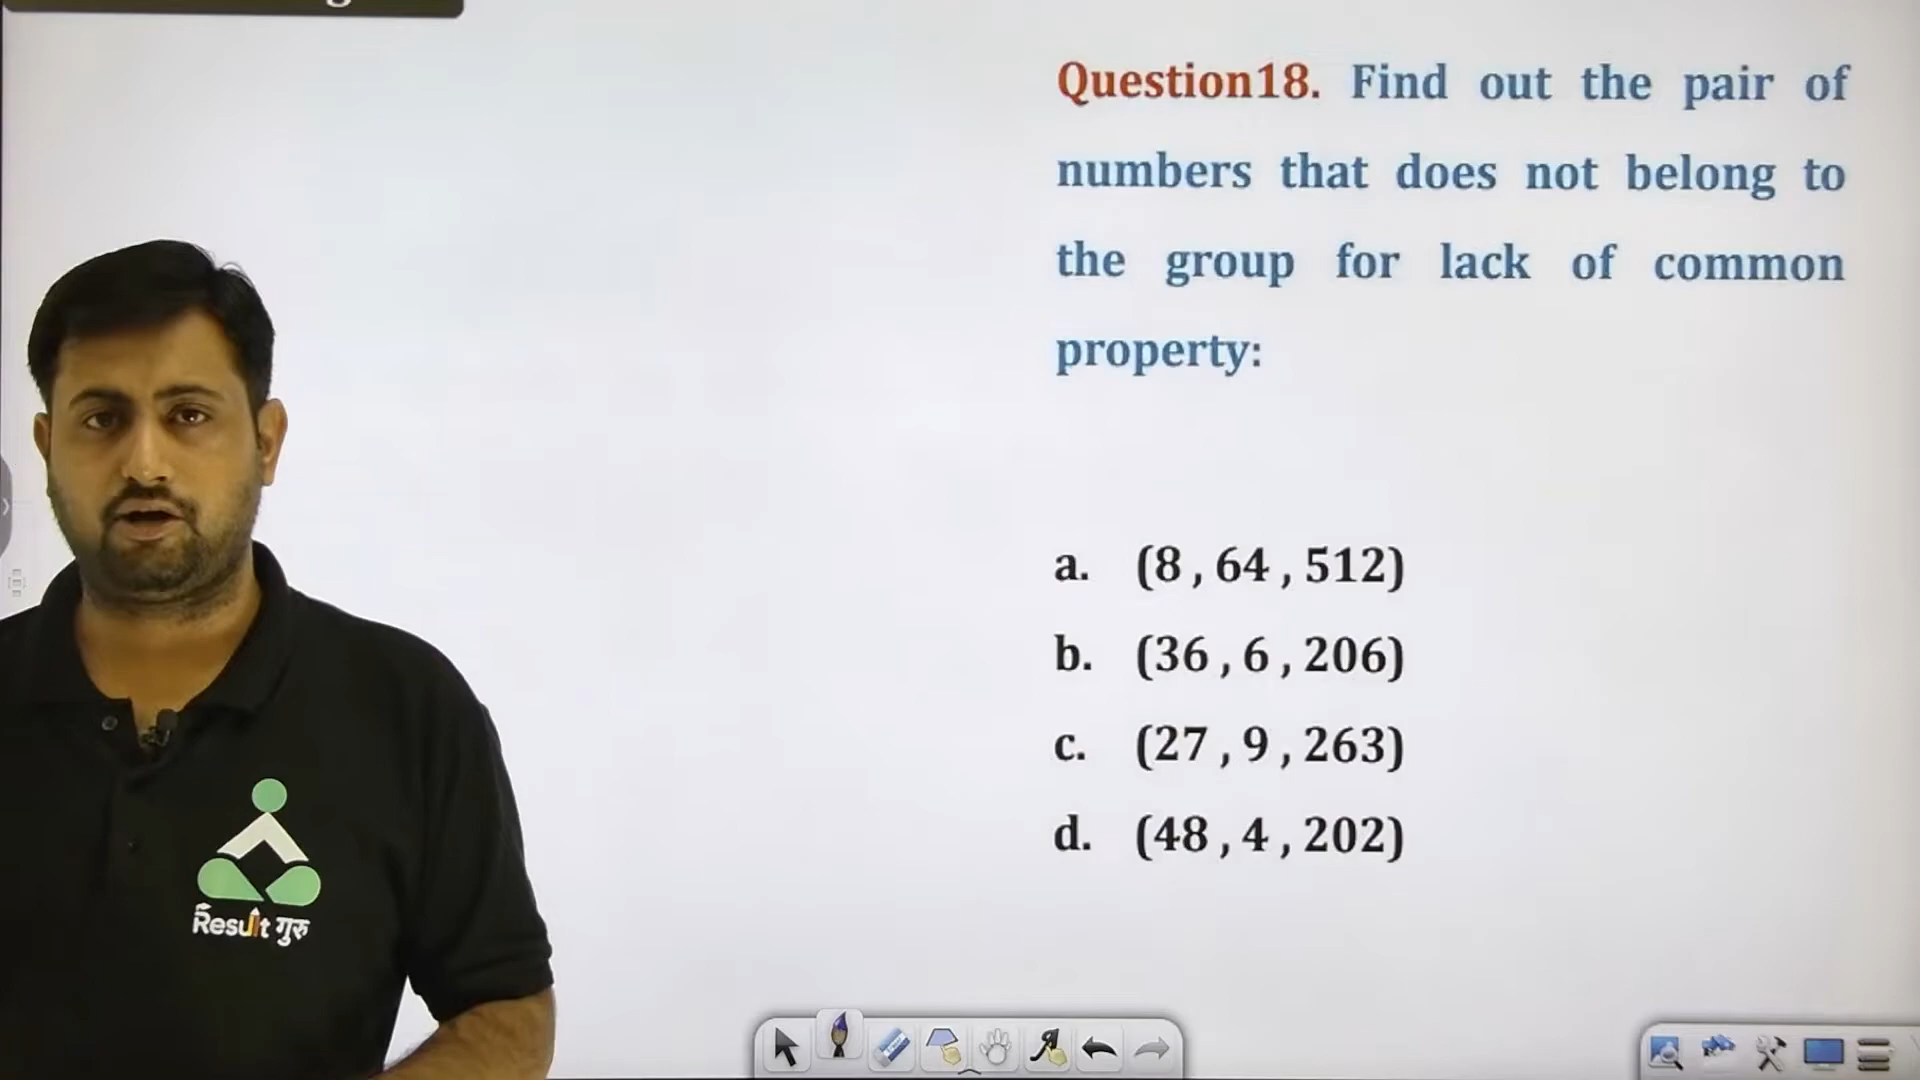 Question18. Find out the pair of
numbers that does not belong to
the group for lack of common
property:
a. (8 , 64 , 512)
b. (36 , 6 , 206)
c. (27 , 9 , 263)
d. (48 , 4 , 202)
Result गुरु